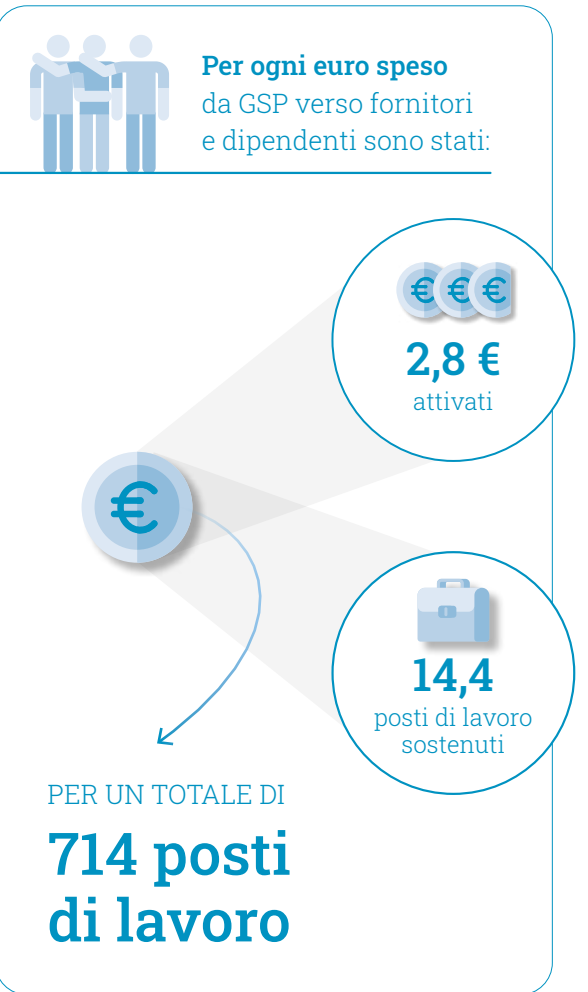 Per ogni euro speso
da GSP verso fornitori
e dipendenti sono stati:
€ € €
2,8 €
attivati
€
14,4
posti di lavoro
sostenuti
PER UN TOTALE DI
714 posti
di lavoro